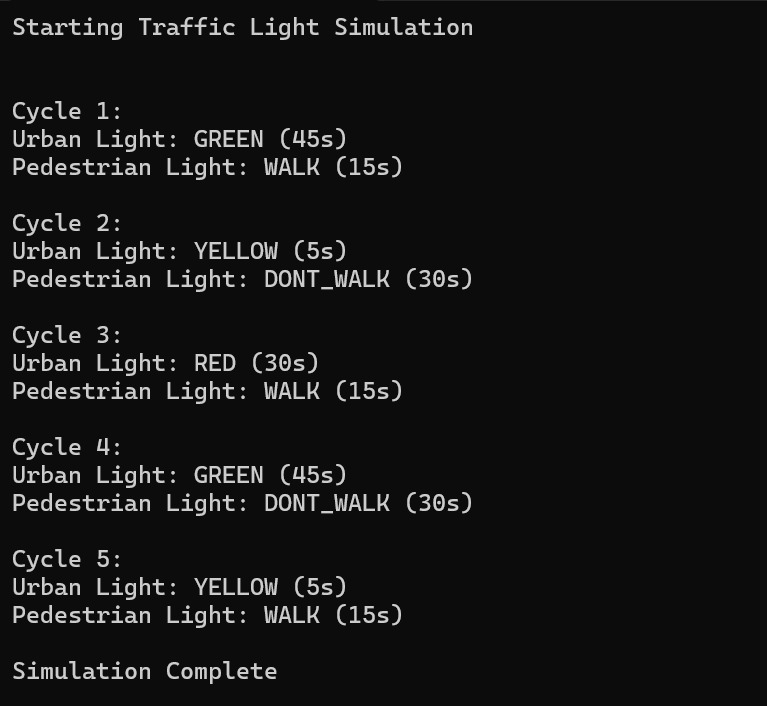 Starting Traffic Light Simulation
Cycle 1:
Urban Light: GREEN (45s)
Pedestrian Light: WALK (15s)
Cycle 2:
Urban Light: YELLOW (5s)
Pedestrian Light: DONT_WALK (30s)
Cycle 3:
Urban Light: RED (30s)
Pedestrian Light: WALK (15s)
Cycle 4:
Urban Light: GREEN (45s)
Pedestrian Light: DONT_WALK (30s)
Cycle 5:
Urban Light: YELLOW (5s)
Pedestrian Light: WALK (15s)
Simulation Complete